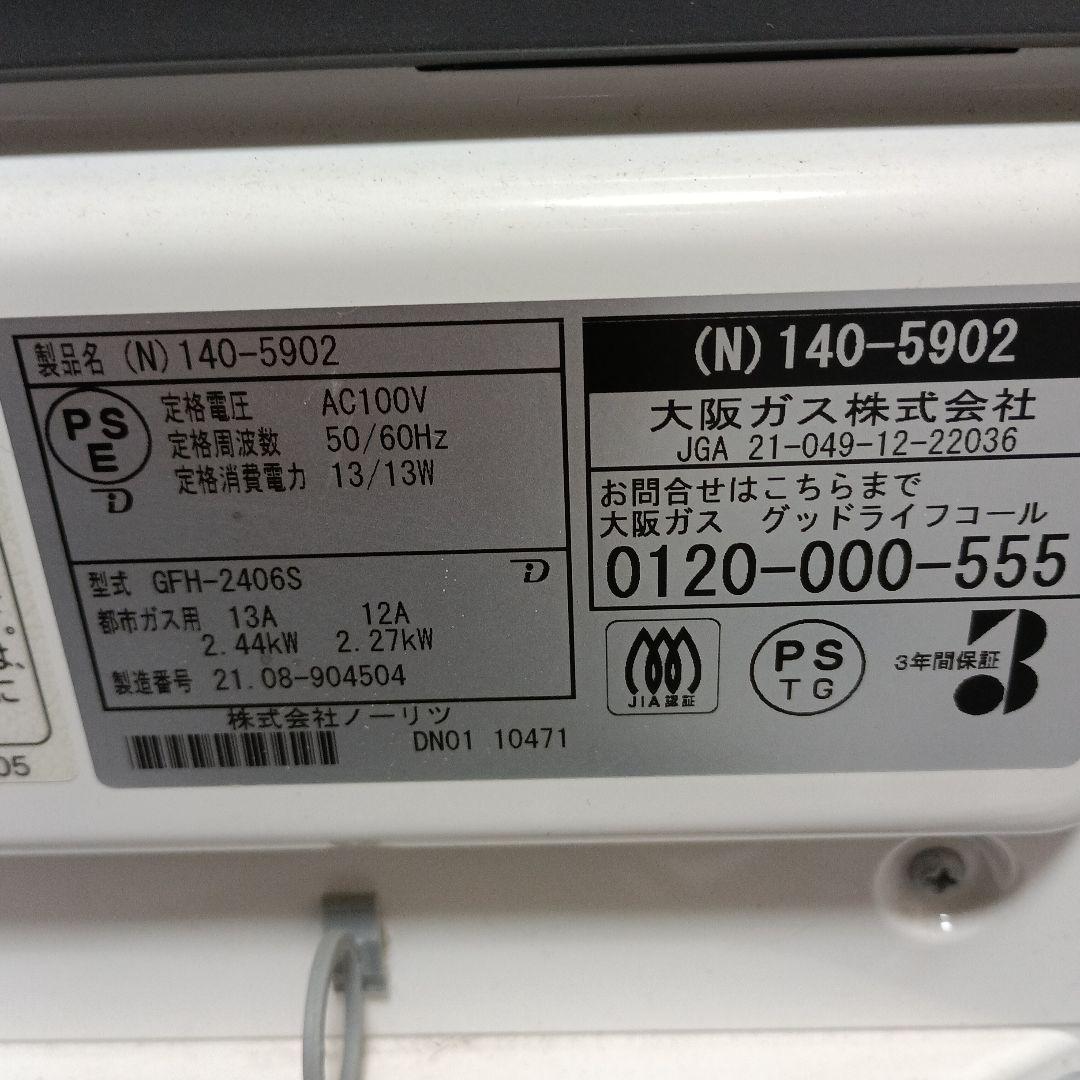 製品名 (N) 140-5902
PS
E
定格電圧 AC100V
定格周波数 50/60Hz
定格消費電力 13/13W
型式 GFH-2406S
都市ガス用 13A 12A
2.44kW 2.27kW
製造番号 21.08-904504
株式会社ノーリツ
DN01 10471
(N) 140-5902
大阪ガス株式会社
JGA 21-049-12-22036
お問合せはこちらまで
大阪ガス グッドライフコール
0120-000-555
JIA認証
PS
TG
3年間保証
05